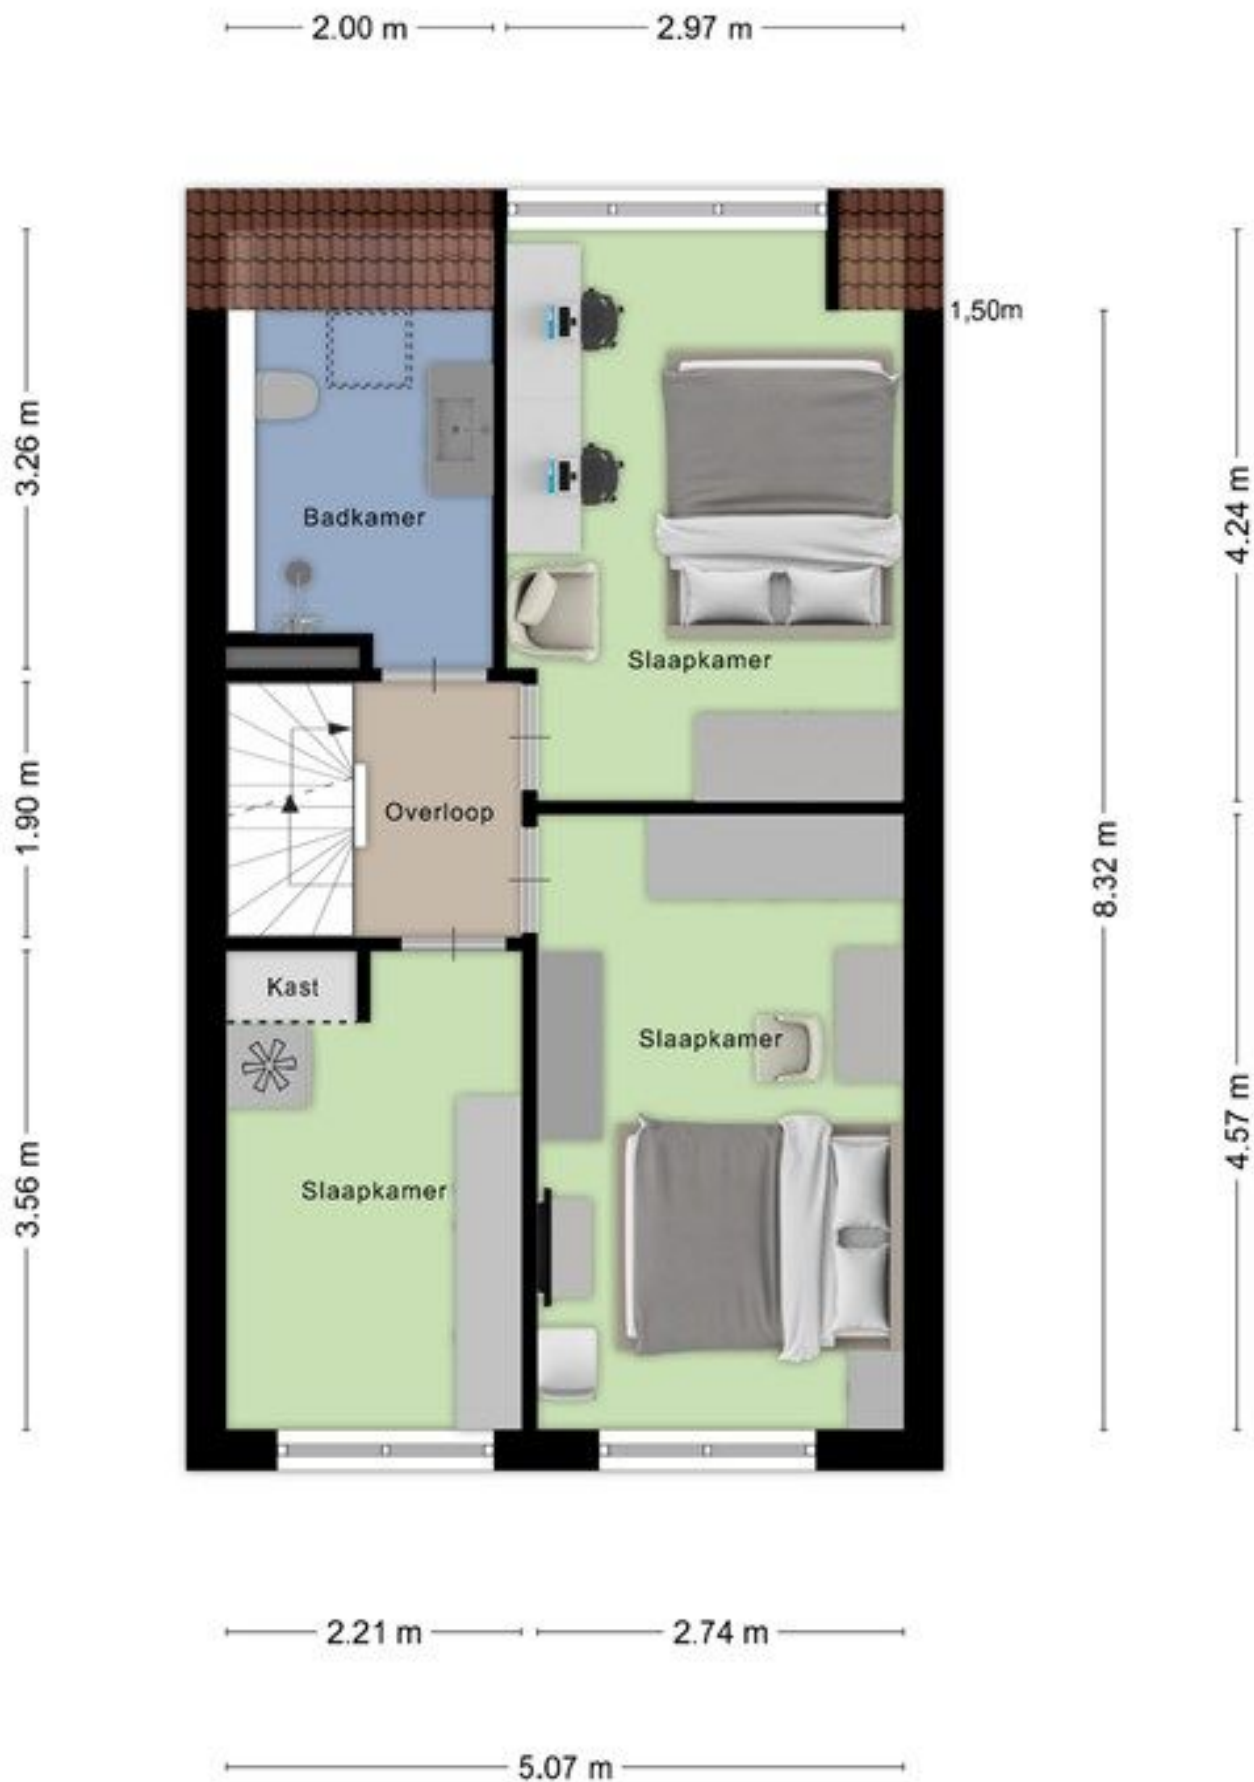 2.00 m
2.97 m
1,50m
3.26 m
4.24 m
Badkamer
Slaapkamer
1.90 m
Overloop
8.32 m
Kast
Slaapkamer
4.57 m
3.56 m
Slaapkamer
2.21 m
2.74 m
5.07 m